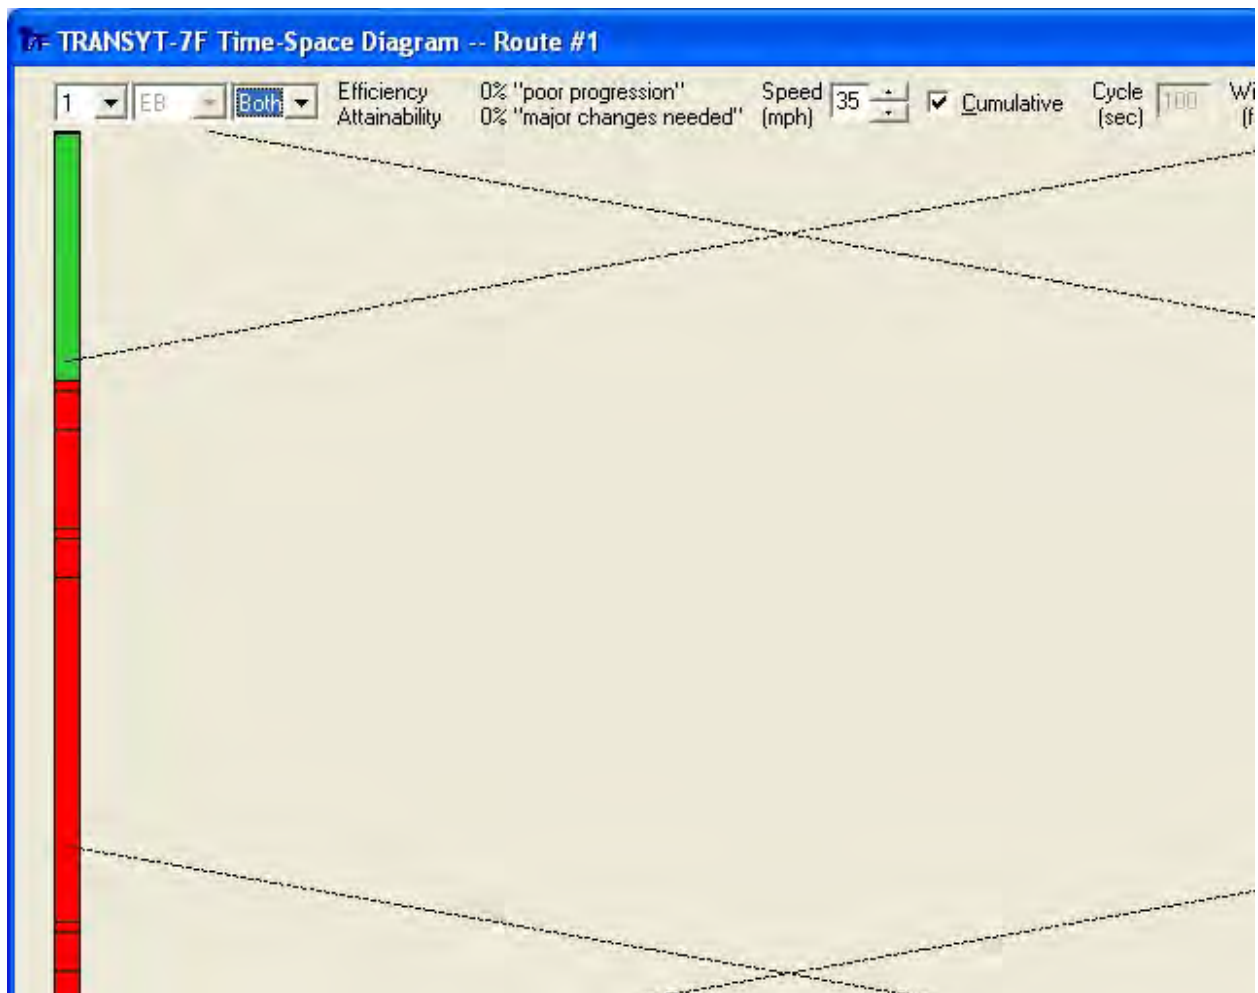 7F TRANSYT-7F Time-Space Diagram -- Route #1
1 EB Both
Efficiency 0% "poor progression"
Attainability 0% "major changes needed"
Speed
(mph)
35
Cumulative
Cycle
(sec)
100